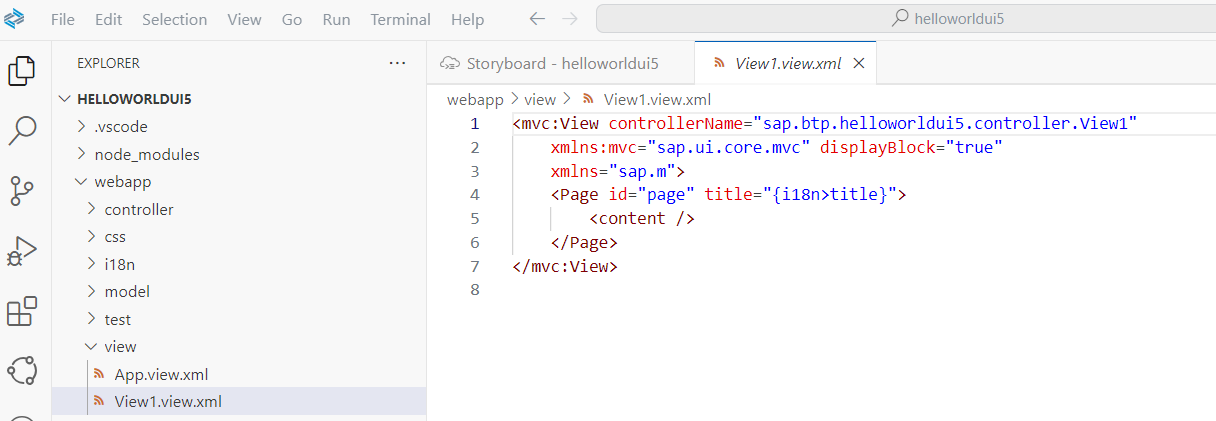 File Edit Selection View Go Run Terminal Help
helloworldui5
EXPLORER
HELLOWORLDUI5
.vscode
node_modules
webapp
controller
css
i18n
model
test
view
App.view.xml
View1.view.xml
Storyboard - helloworldui5
View1.view.xml
webapp > view > View1.view.xml
1 <mvc:View controllerName="sap.btp.helloworldui5.controller.View1"
2 xmlns:mvc="sap.ui.core.mvc" displayBlock="true"
3 xmlns="sap.m">
4 <Page id="page" title="{i18n>title}">
5 <content />
6 </Page>
7 </mvc:View>
8